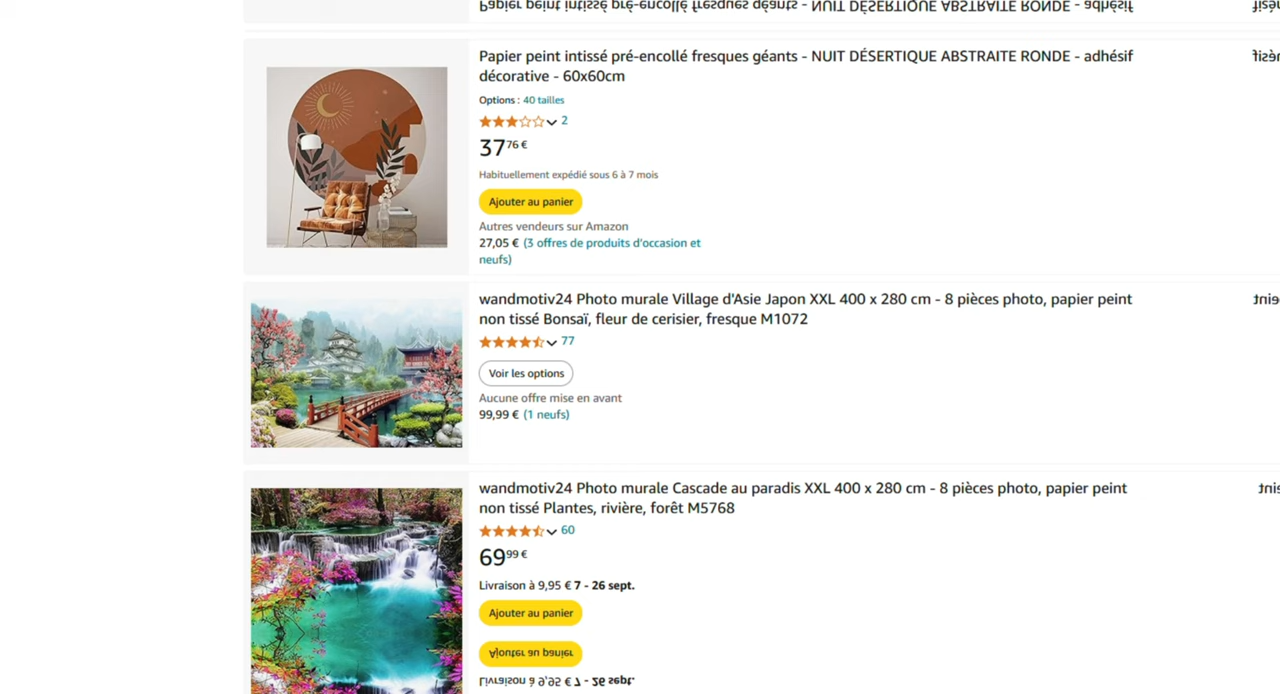 Papier peint intissé pré-encollé fresques géants - NUIT DÉSERTIQUE ABSTRAITE RONDE - adhésif
Papier peint intissé pré-encollé fresques géants - NUIT DÉSERTIQUE ABSTRAITE RONDE - adhésif
décorative - 60x60cm
Options : 40 tailles
2
37 76 €
Habituellement expédié sous 6 à 7 mois
Ajouter au panier
Autres vendeurs sur Amazon
27,05 € (3 offres de produits d'occasion et
neufs)
wandmotiv24 Photo murale Village d'Asie Japon XXL 400 x 280 cm - 8 pièces photo, papier peint
non tissé Bonsaï, fleur de cerisier, fresque M1072
77
Voir les options
Aucune offre mise en avant
99,99 € (1 neufs)
wandmotiv24 Photo murale Cascade au paradis XXL 400 x 280 cm - 8 pièces photo, papier peint
non tissé Plantes, rivière, forêt M5768
60
69 99 €
Livraison à 9,95 € 7 - 26 sept.
Ajouter au panier
Ajouter au panier
Livraison à 9,95 € 7 - 26 sept.